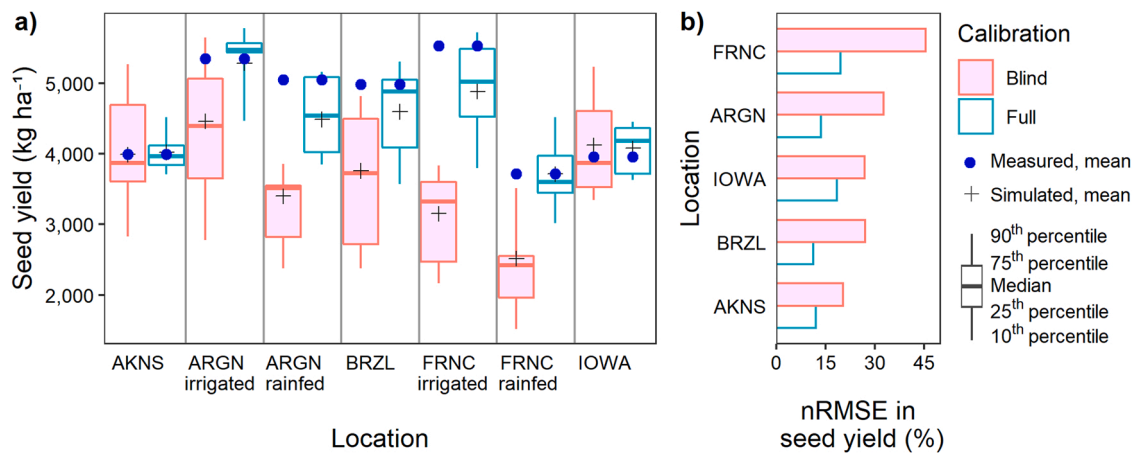 a)
Seed yield (kg ha⁻¹)
5,000
4,000
3,000
2,000
AKNS
ARGN
irrigated
ARGN
rainfed
BRZL
FRNC
irrigated
FRNC
rainfed
IOWA
Location
b)
Location
FRNC
ARGN
IOWA
BRZL
AKNS
0 15 30 45
nRMSE in
seed yield (%)
Calibration
Blind
Full
Measured, mean
Simulated, mean
90th percentile
75th percentile
Median
25th percentile
10th percentile